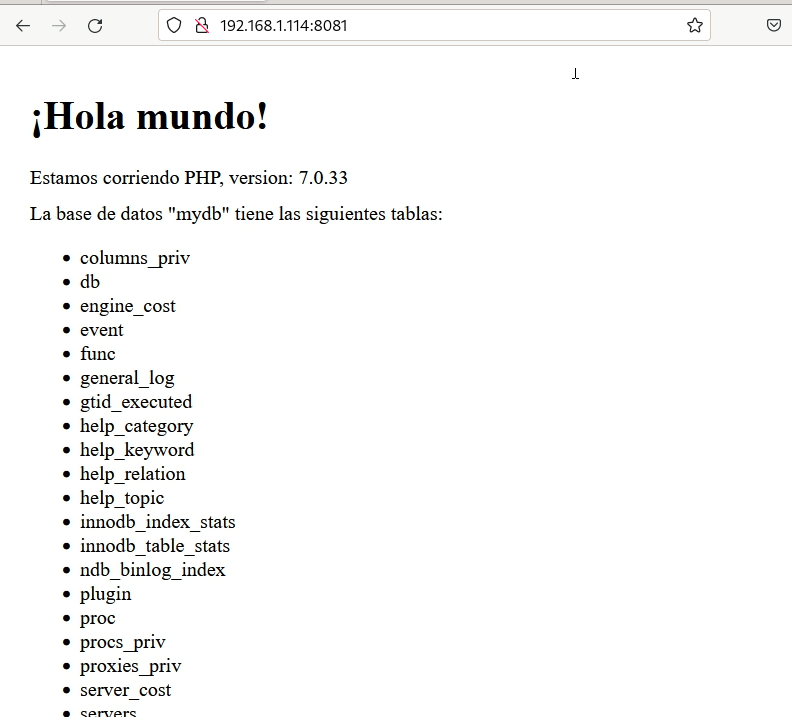 192.168.1.114:8081
¡Hola mundo!
Estamos corriendo PHP, version: 7.0.33
La base de datos "mydb" tiene las siguientes tablas:
columns_priv
db
engine_cost
event
func
general_log
gtid_executed
help_category
help_keyword
help_relation
help_topic
innodb_index_stats
innodb_table_stats
ndb_binlog_index
plugin
proc
procs_priv
proxies_priv
server_cost
servers